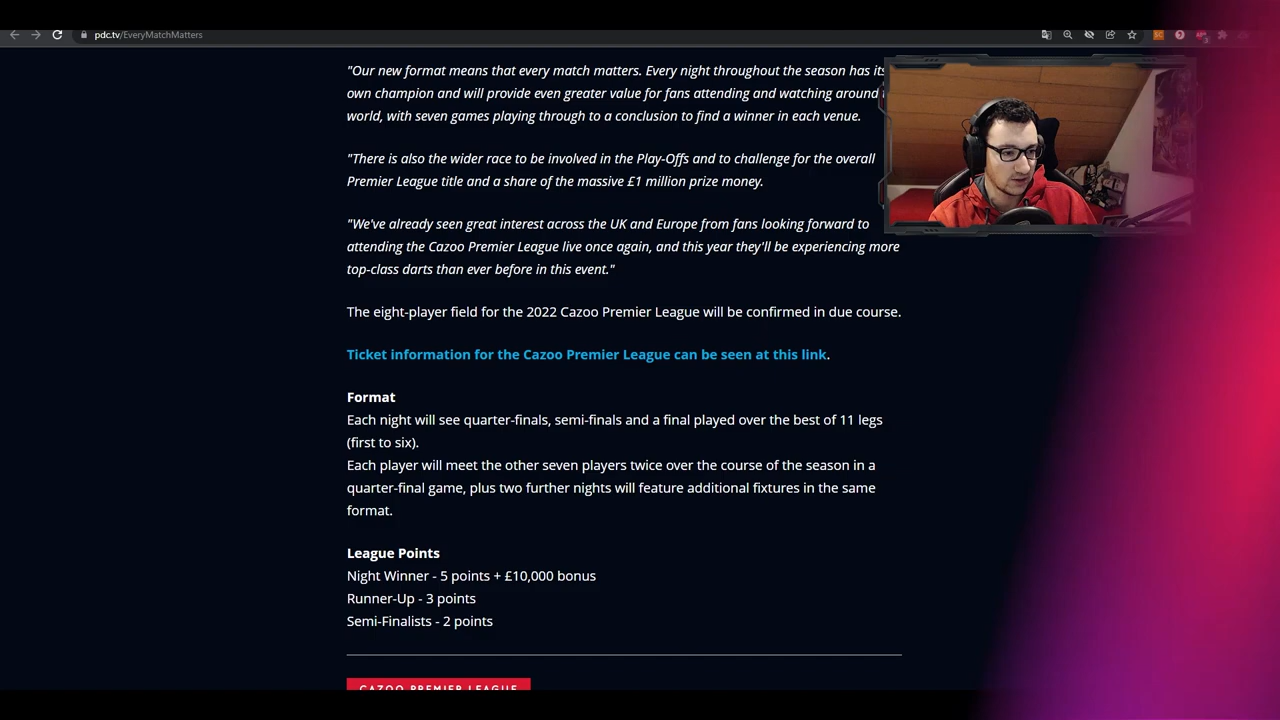 pdc.tv/EveryMatchMatters
"Our new format means that every match matters. Every night throughout the season has its
own champion and will provide even greater value for fans attending and watching around
world, with seven games playing through to a conclusion to find a winner in each venue.
"There is also the wider race to be involved in the Play-Offs and to challenge for the overall
Premier League title and a share of the massive £1 million prize money.
"We've already seen great interest across the UK and Europe from fans looking forward to
attending the Cazoo Premier League live once again, and this year they'll be experiencing more
top-class darts than ever before in this event."
The eight-player field for the 2022 Cazoo Premier League will be confirmed in due course.
Ticket information for the Cazoo Premier League can be seen at this link.
Format
Each night will see quarter-finals, semi-finals and a final played over the best of 11 legs
(first to six).
Each player will meet the other seven players twice over the course of the season in a
quarter-final game, plus two further nights will feature additional fixtures in the same
format.
League Points
Night Winner - 5 points + £10,000 bonus
Runner-Up - 3 points
Semi-Finalists - 2 points
CAZOO PREMIER LEAGUE